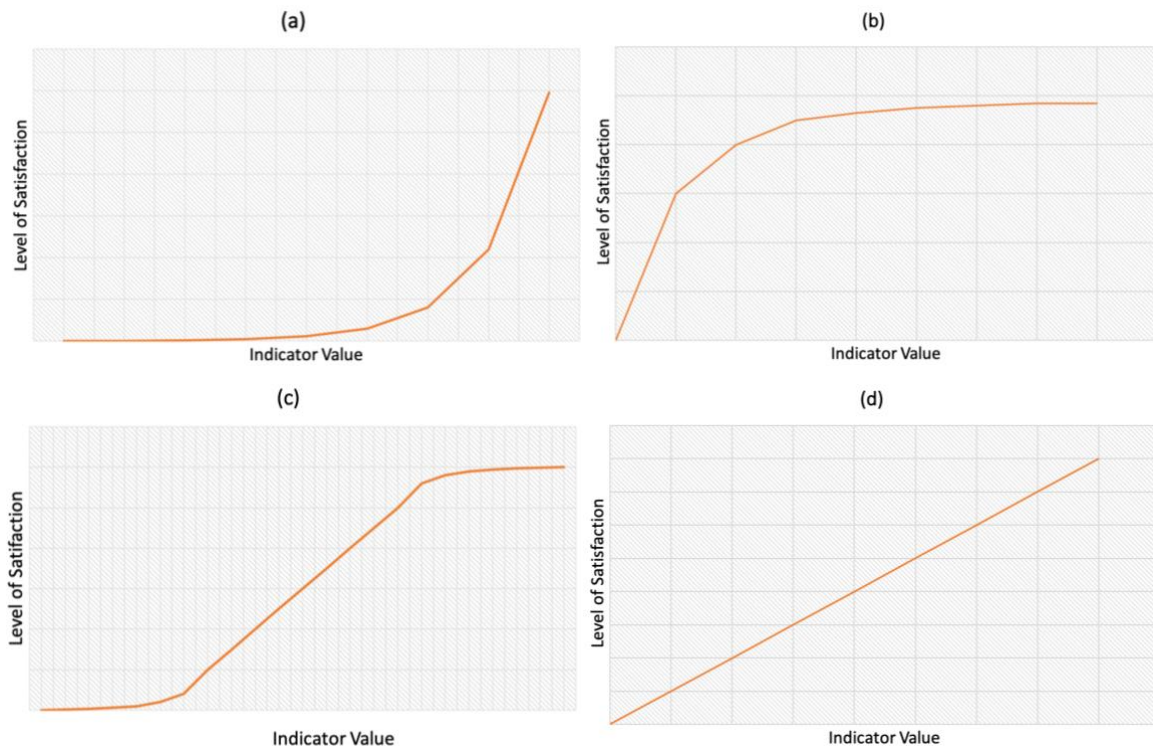 (a)
Level of Satisfaction
Indicator Value
(b)
Level of Satisfaction
Indicator Value
(c)
Level of Satifaction
Indicator Value
(d)
Level of Satisfaction
Indicator Value